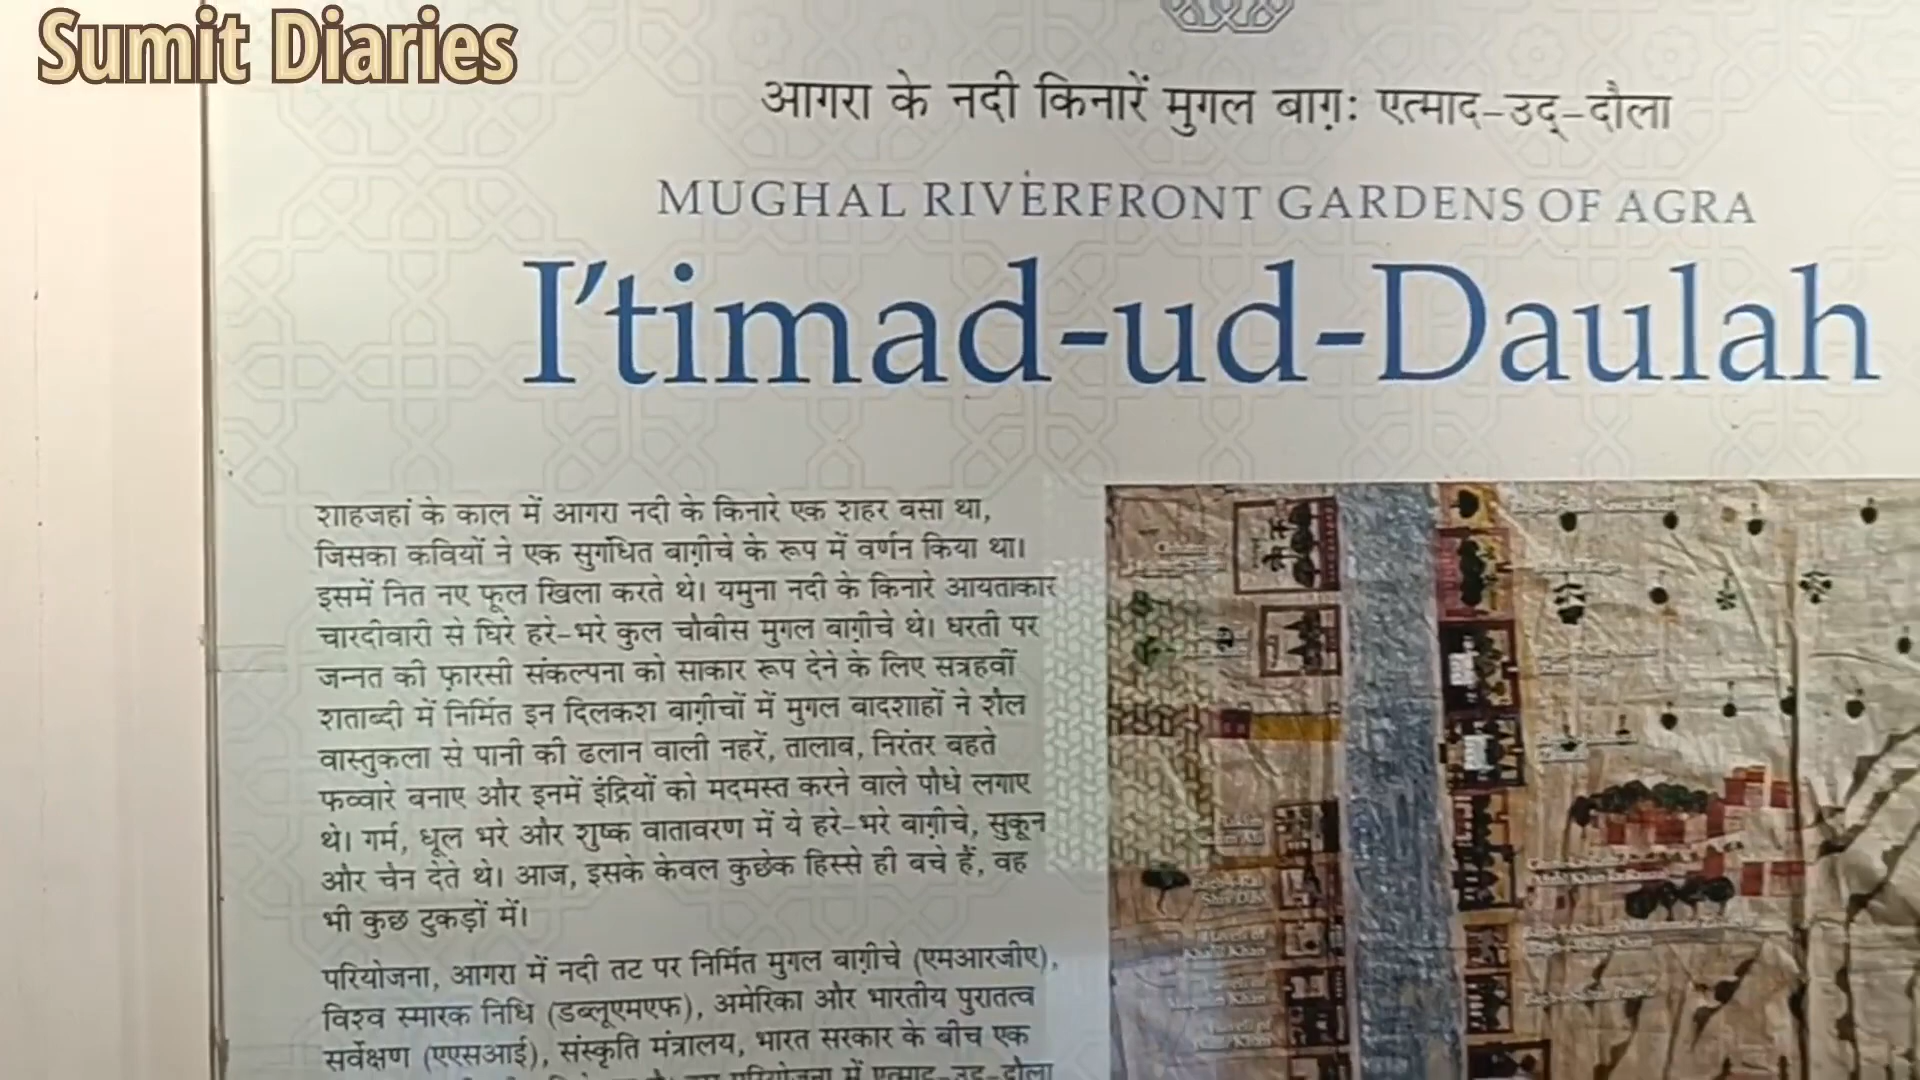 Sumit Diaries
आगरा के नदी किनारें मुगल बाग़: एत्माद-उद्-दौला
MUGHAL RIVERFRONT GARDENS OF AGRA
I'timad-ud-Daulah
शाहजहां के काल में आगरा नदी के किनारे एक शहर बसा था,
जिसका कवियों ने एक सुगंधित बाग़ीचे के रूप में वर्णन किया था।
इसमें नित नए फूल खिला करते थे। यमुना नदी के किनारे आयताकार
चारदीवारी से घिरे हरे-भरे कुल चौबीस मुगल बाग़ीचे थे। धरती पर
जन्नत की फ़ारसी संकल्पना को साकार रूप देने के लिए सत्रहवीं
शताब्दी में निर्मित इन दिलकश बाग़ीचों में मुगल बादशाहों ने शैल
वास्तुकला से पानी की ढलान वाली नहरें, तालाब, निरंतर बहते
फव्वारे बनाए और इनमें इंद्रियों को मदमस्त करने वाले पौधे लगाए
थे। गर्म, धूल भरे और शुष्क वातावरण में ये हरे-भरे बाग़ीचे, सुकून
और चैन देते थे। आज, इसके केवल कुछेक हिस्से ही बचे हैं, वह
भी कुछ टुकड़ों में।
परियोजना, आगरा में नदी तट पर निर्मित मुगल बाग़ीचे (एमआरजीए),
विश्व स्मारक निधि (डब्लूएमएफ), अमेरिका और भारतीय पुरातत्व
सर्वेक्षण (एएसआई), संस्कृति मंत्रालय, भारत सरकार के बीच एक
परियोजना में एत्माद-उद्-दौला